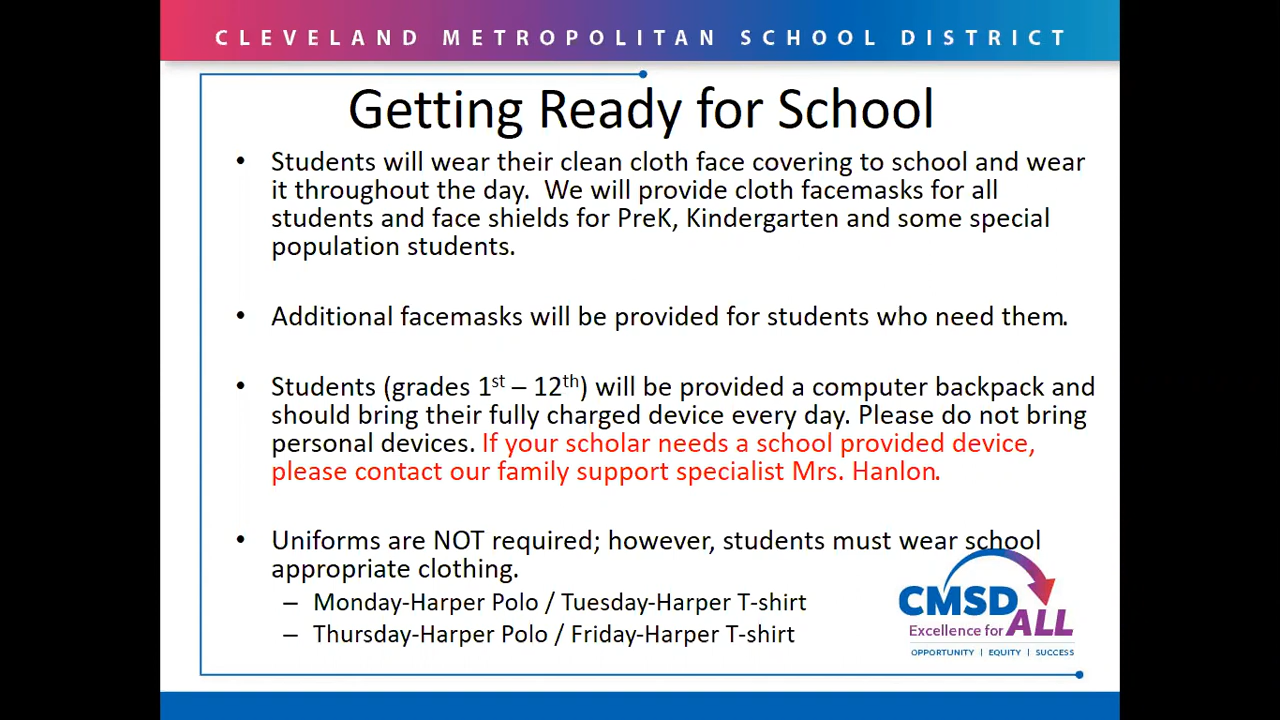 CLEVELAND METROPOLITAN SCHOOL DISTRICT
Getting Ready for School
• Students will wear their clean cloth face covering to school and wear
it throughout the day.  We will provide cloth facemasks for all
students and face shields for PreK, Kindergarten and some special
population students.
• Additional facemasks will be provided for students who need them.
• Students (grades 1st – 12th) will be provided a computer backpack and
should bring their fully charged device every day. Please do not bring
personal devices. If your scholar needs a school provided device,
please contact our family support specialist Mrs. Hanlon.
• Uniforms are NOT required; however, students must wear school
appropriate clothing.
– Monday-Harper Polo / Tuesday-Harper T-shirt
– Thursday-Harper Polo / Friday-Harper T-shirt
CMSD
Excellence for ALL
OPPORTUNITY | EQUITY | SUCCESS